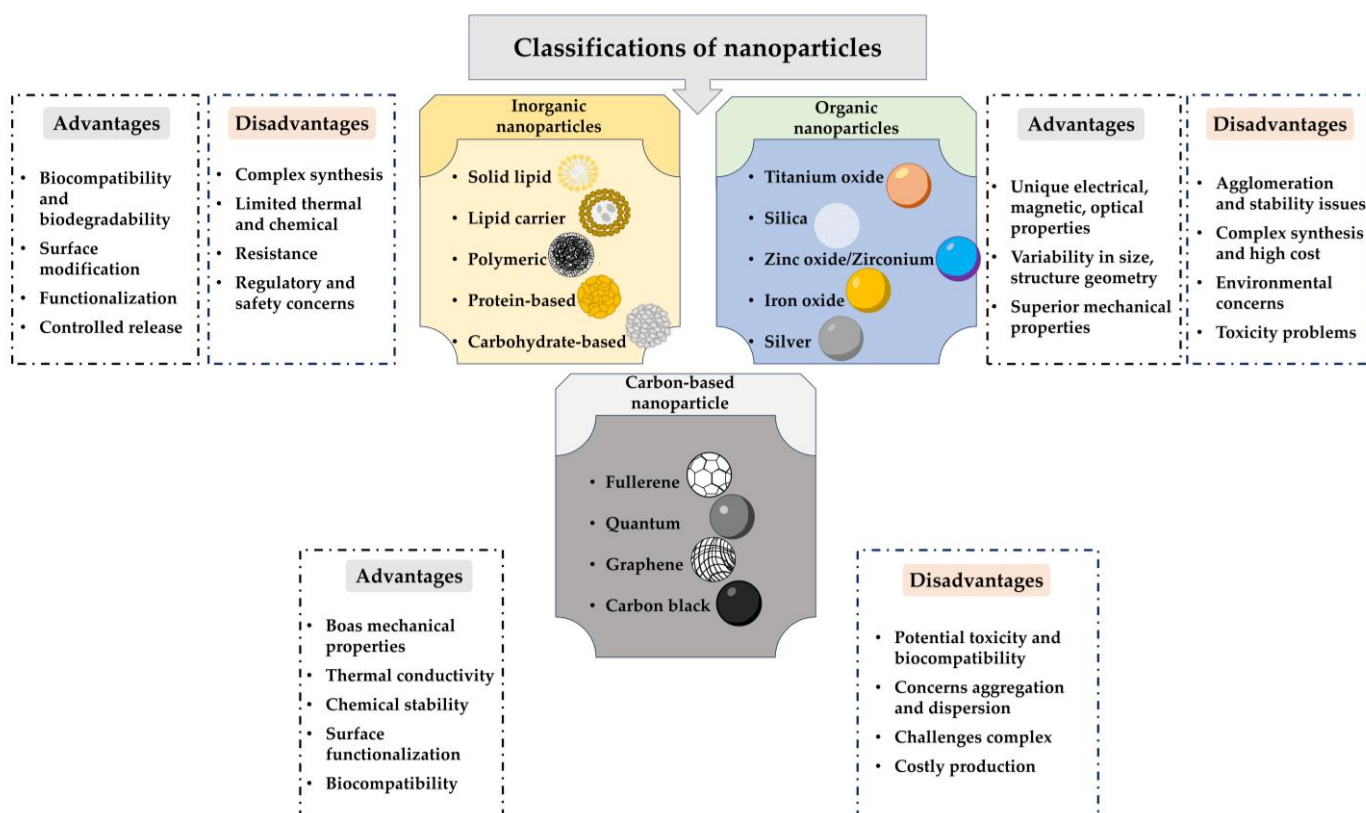 Classifications of nanoparticles
Advantages
Biocompatibility
and
biodegradability
Surface
modification
Functionalization
Controlled release
Disadvantages
Complex synthesis
Limited thermal
and chemical
Resistance
Regulatory and
safety concerns
Inorganic
nanoparticles
Solid lipid
Lipid carrier
Polymeric
Protein-based
Carbohydrate-based
Organic
nanoparticles
Titanium oxide
Silica
Zinc oxide/Zirconium
Iron oxide
Silver
Advantages
Unique electrical,
magnetic, optical
properties
Variability in size,
structure geometry
Superior mechanical
properties
Disadvantages
Agglomeration
and stability issues
Complex synthesis
and high cost
Environmental
concerns
Toxicity problems
Carbon-based
nanoparticle
Fullerene
Quantum
Graphene
Carbon black
Advantages
Boas mechanical
properties
Thermal conductivity
Chemical stability
Surface
functionalization
Biocompatibility
Disadvantages
Potential toxicity and
biocompatibility
Concerns aggregation
and dispersion
Challenges complex
Costly production